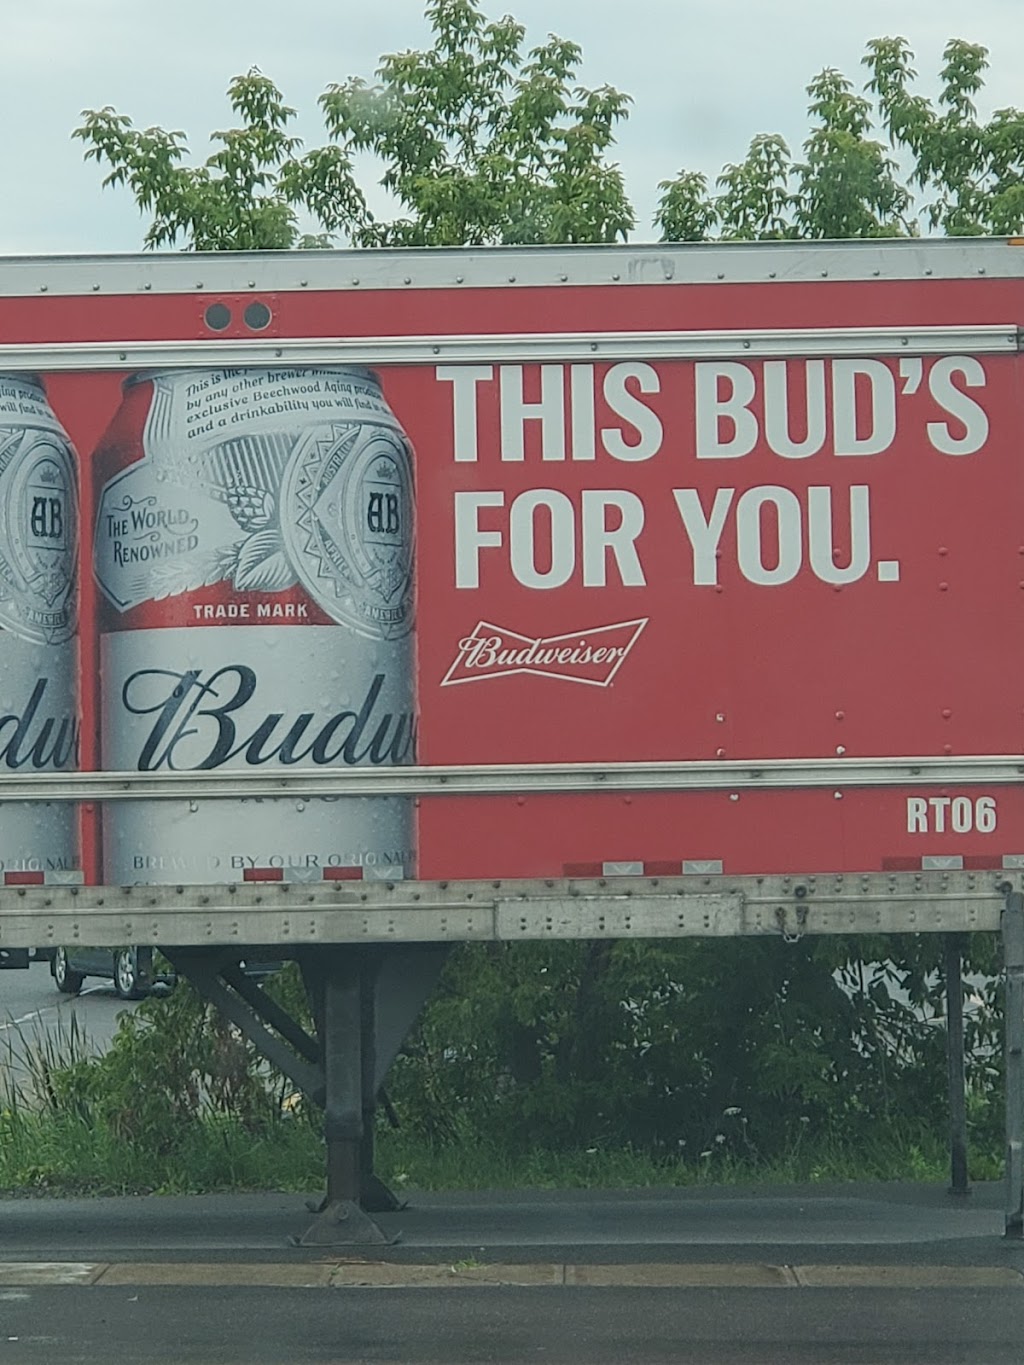 This is the
by any other brewer
exclusive Beechwood Aging
and a drinkability you will find in
THE WORLD
RENOWNED
AB
AB
TRADE MARK
Budw
THIS BUD'S
FOR YOU.
Budweiser
RT06
BY OUR